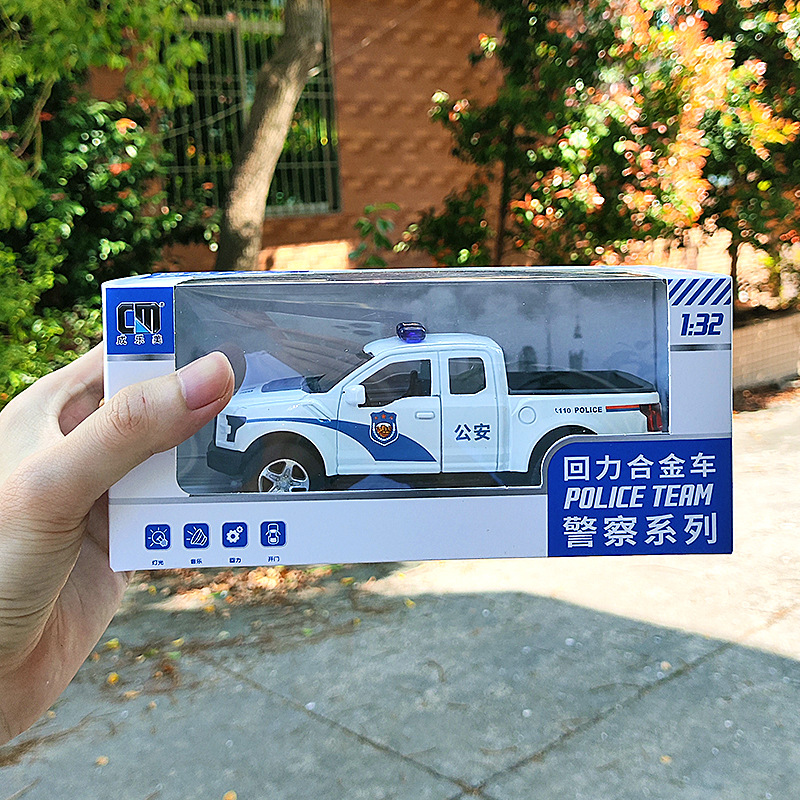 CM
成乐美
1:32
110 POLICE
公安
回力合金车
POLICE TEAM
警察系列
灯光 音乐 回力 开门